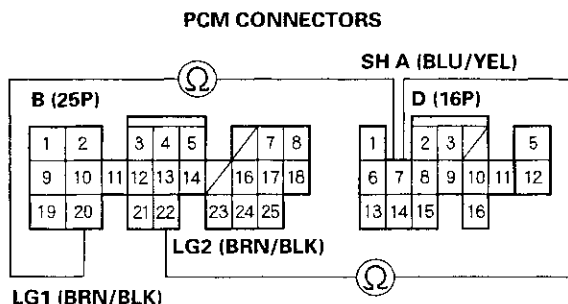 PCM CONNECTORS
Ω
SH A (BLU/YEL)
B (25P)
D (16P)
1 2 3 4 5 7 8
9 10 11 12 13 14 16 17 18
19 20 21 22 23 24 25
1 2 3 5
6 7 8 9 10 11 12
13 14 15 16
LG2 (BRN/BLK)
Ω
LG1 (BRN/BLK)